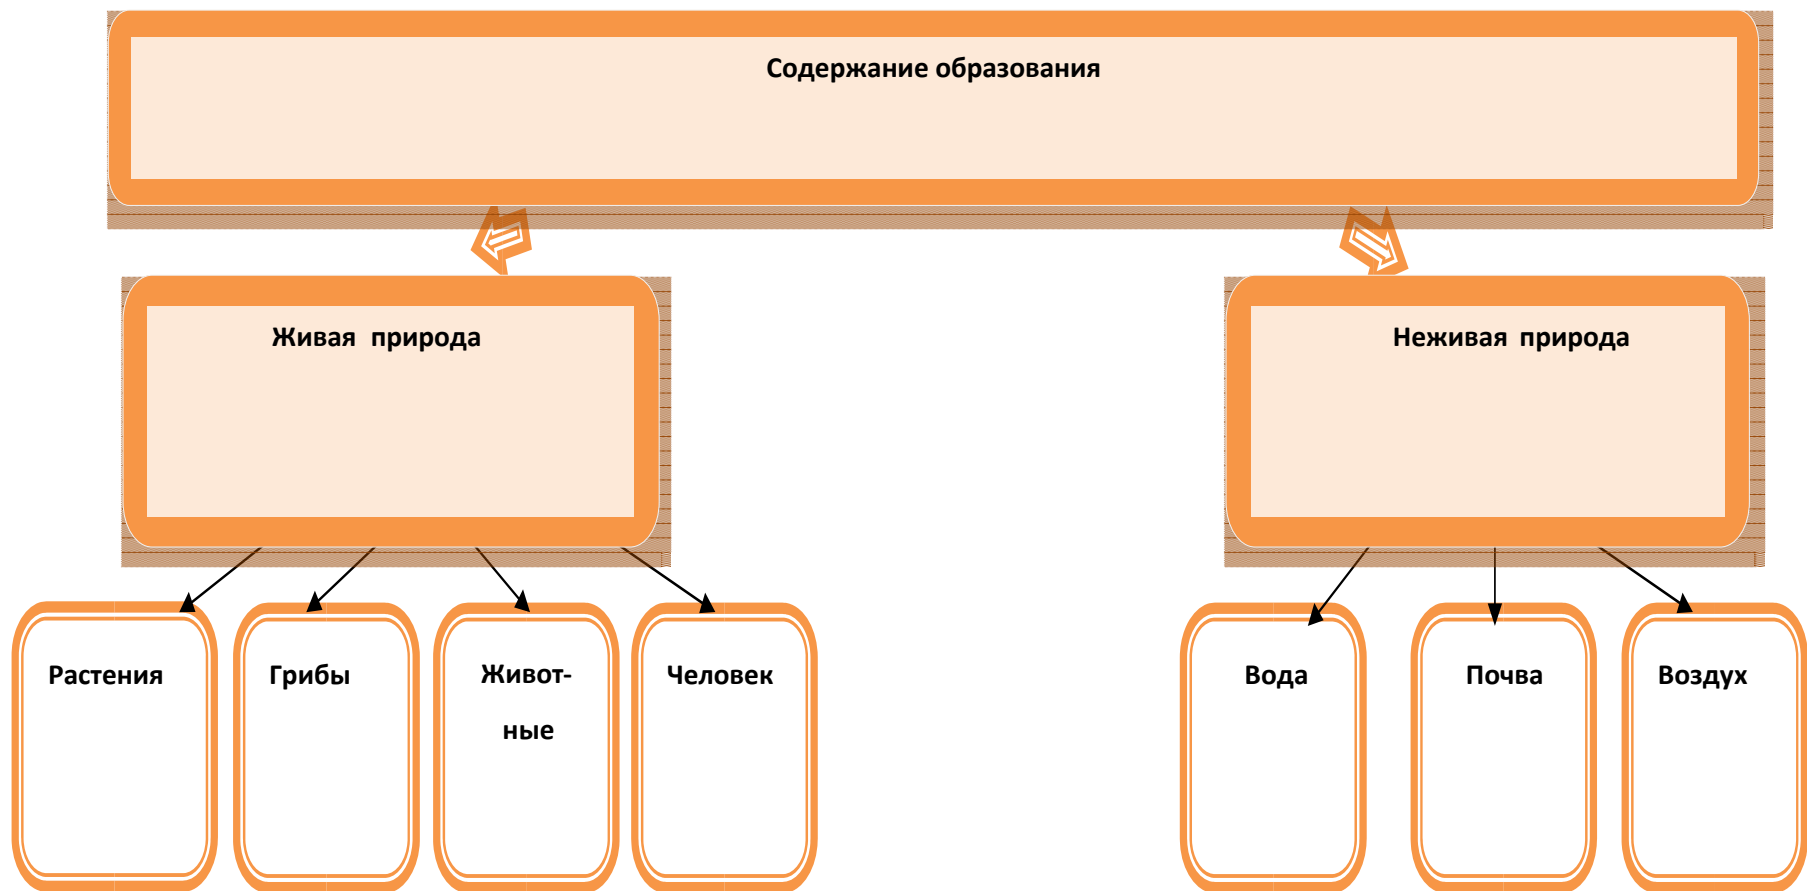 Содержание образования
Живая природа
Неживая природа
Растения
Грибы
Живот-
ные
Человек
Вода
Почва
Воздух